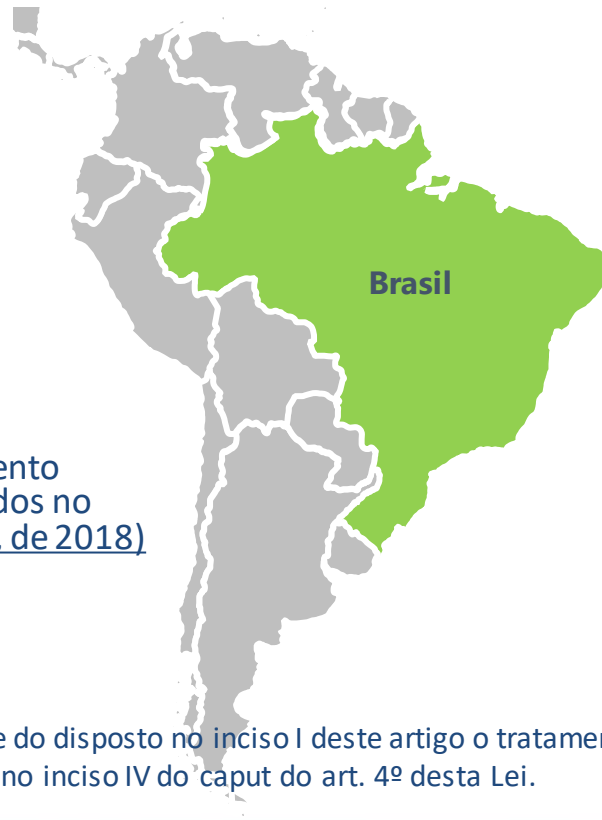 Brasil
ento
dos no
de 2018)
e do disposto no inciso I deste artigo o tratame
no inciso IV do caput do art. 4º desta Lei.